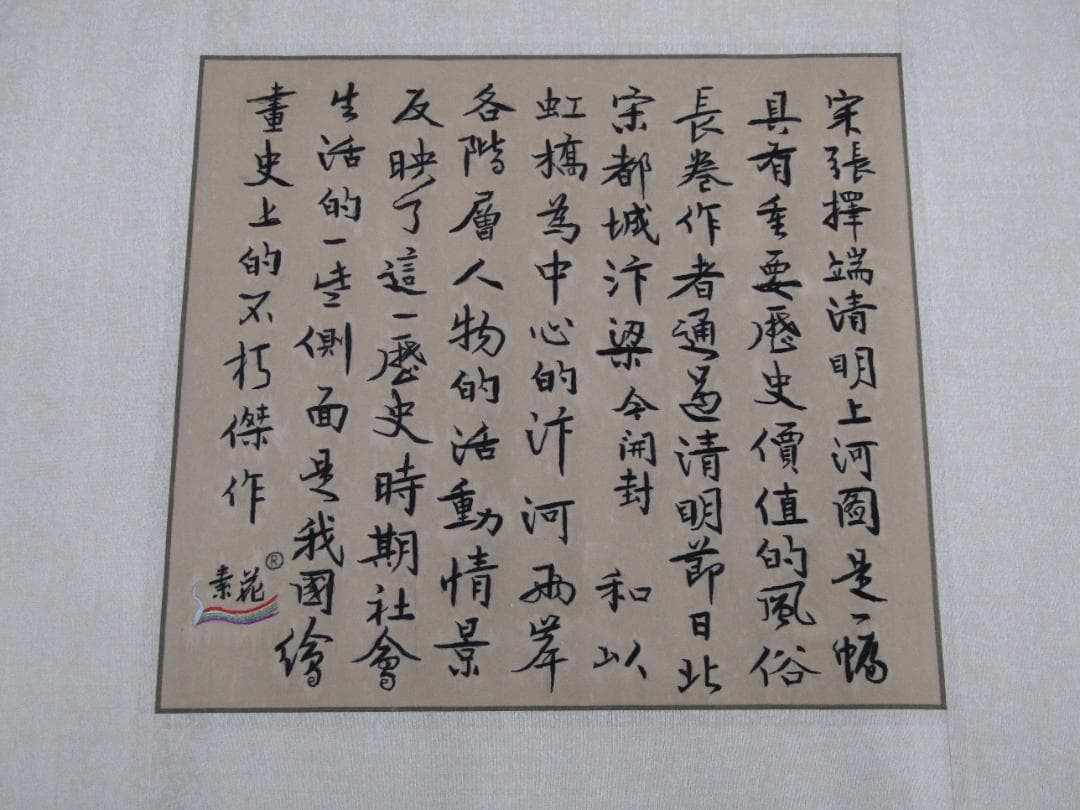 宋張擇端清明上河图是一幅
具有重要歷史價值的風俗
長卷作者通過清明節日北
宋都城汴梁今開封 和以
虹橋為中心的汴河两岸
各階層人物的活動情景
反映了這一歷史時期社會
生活的一些側面是我國繪
畫史上的不朽傑作
素花®